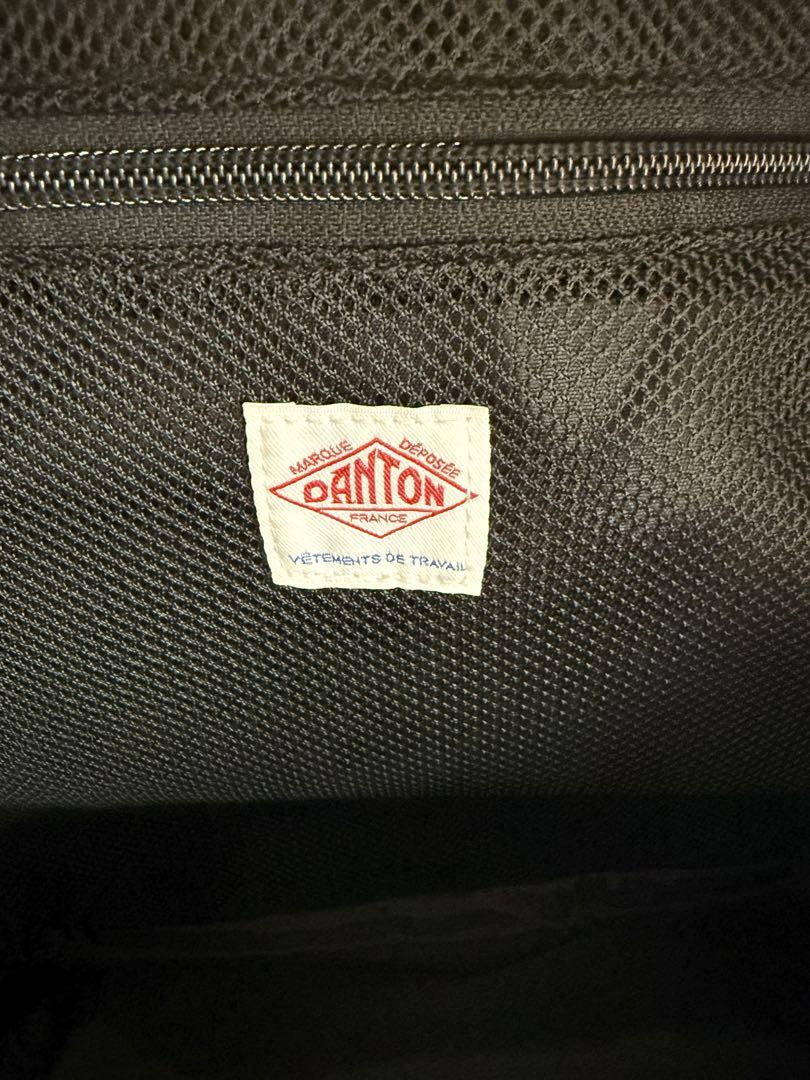 MARQUE DÉPOSÉE
DANTON
FRANCE
VÊTEMENTS DE TRAVAIL